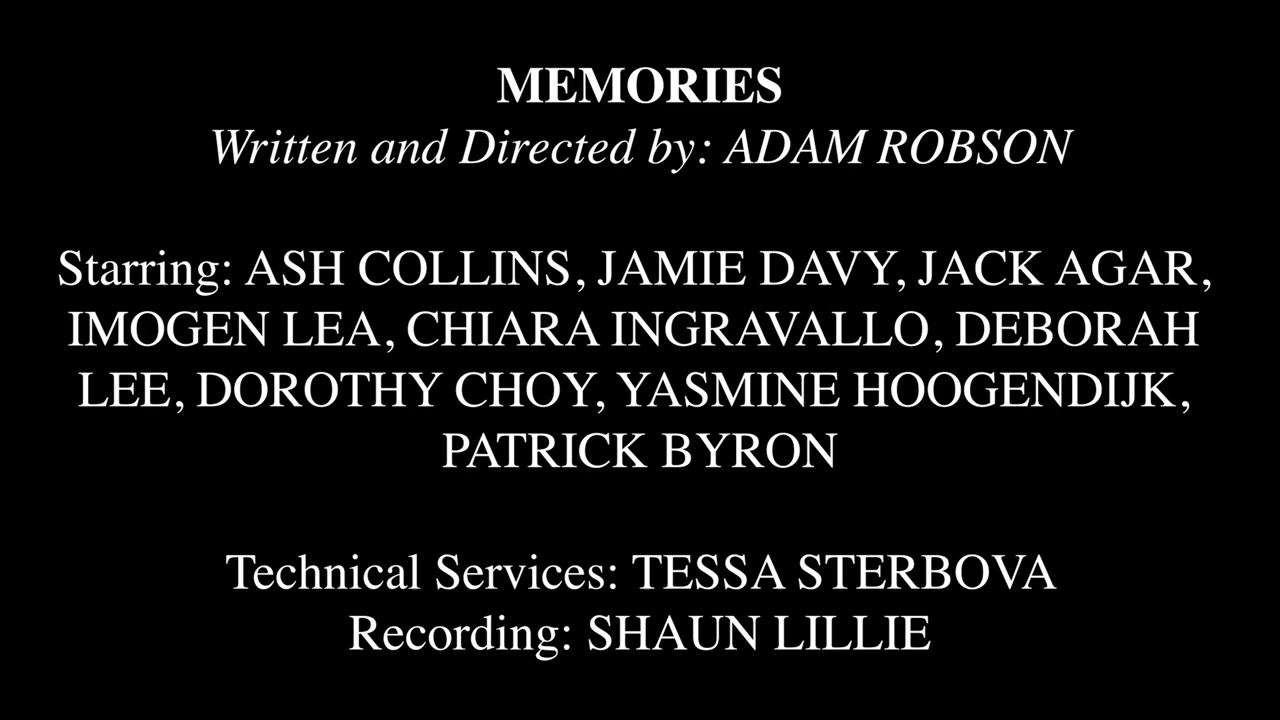 MEMORIES
Written and Directed by: ADAM ROBSON
Starring: ASH COLLINS, JAMIE DAVY, JACK AGAR,
IMOGEN LEA, CHIARA INGRAVALLO, DEBORAH
LEE, DOROTHY CHOY, YASMINE HOOGENDIJK,
PATRICK BYRON
Technical Services: TESSA STERBOVA
Recording: SHAUN LILLIE